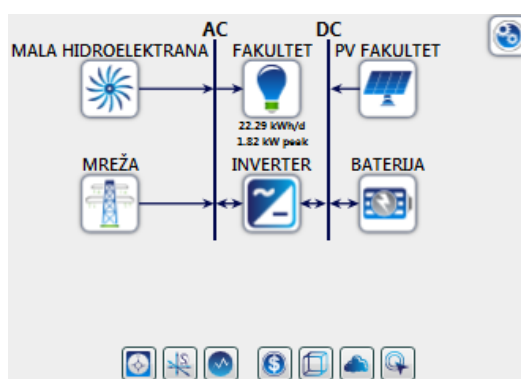 AC DC
MALA HIDROELEKTRANA FAKULTET PV FAKULTET
22.29 kWh/d
1.82 kW peak
MREŽA INVERTER BATERIJA